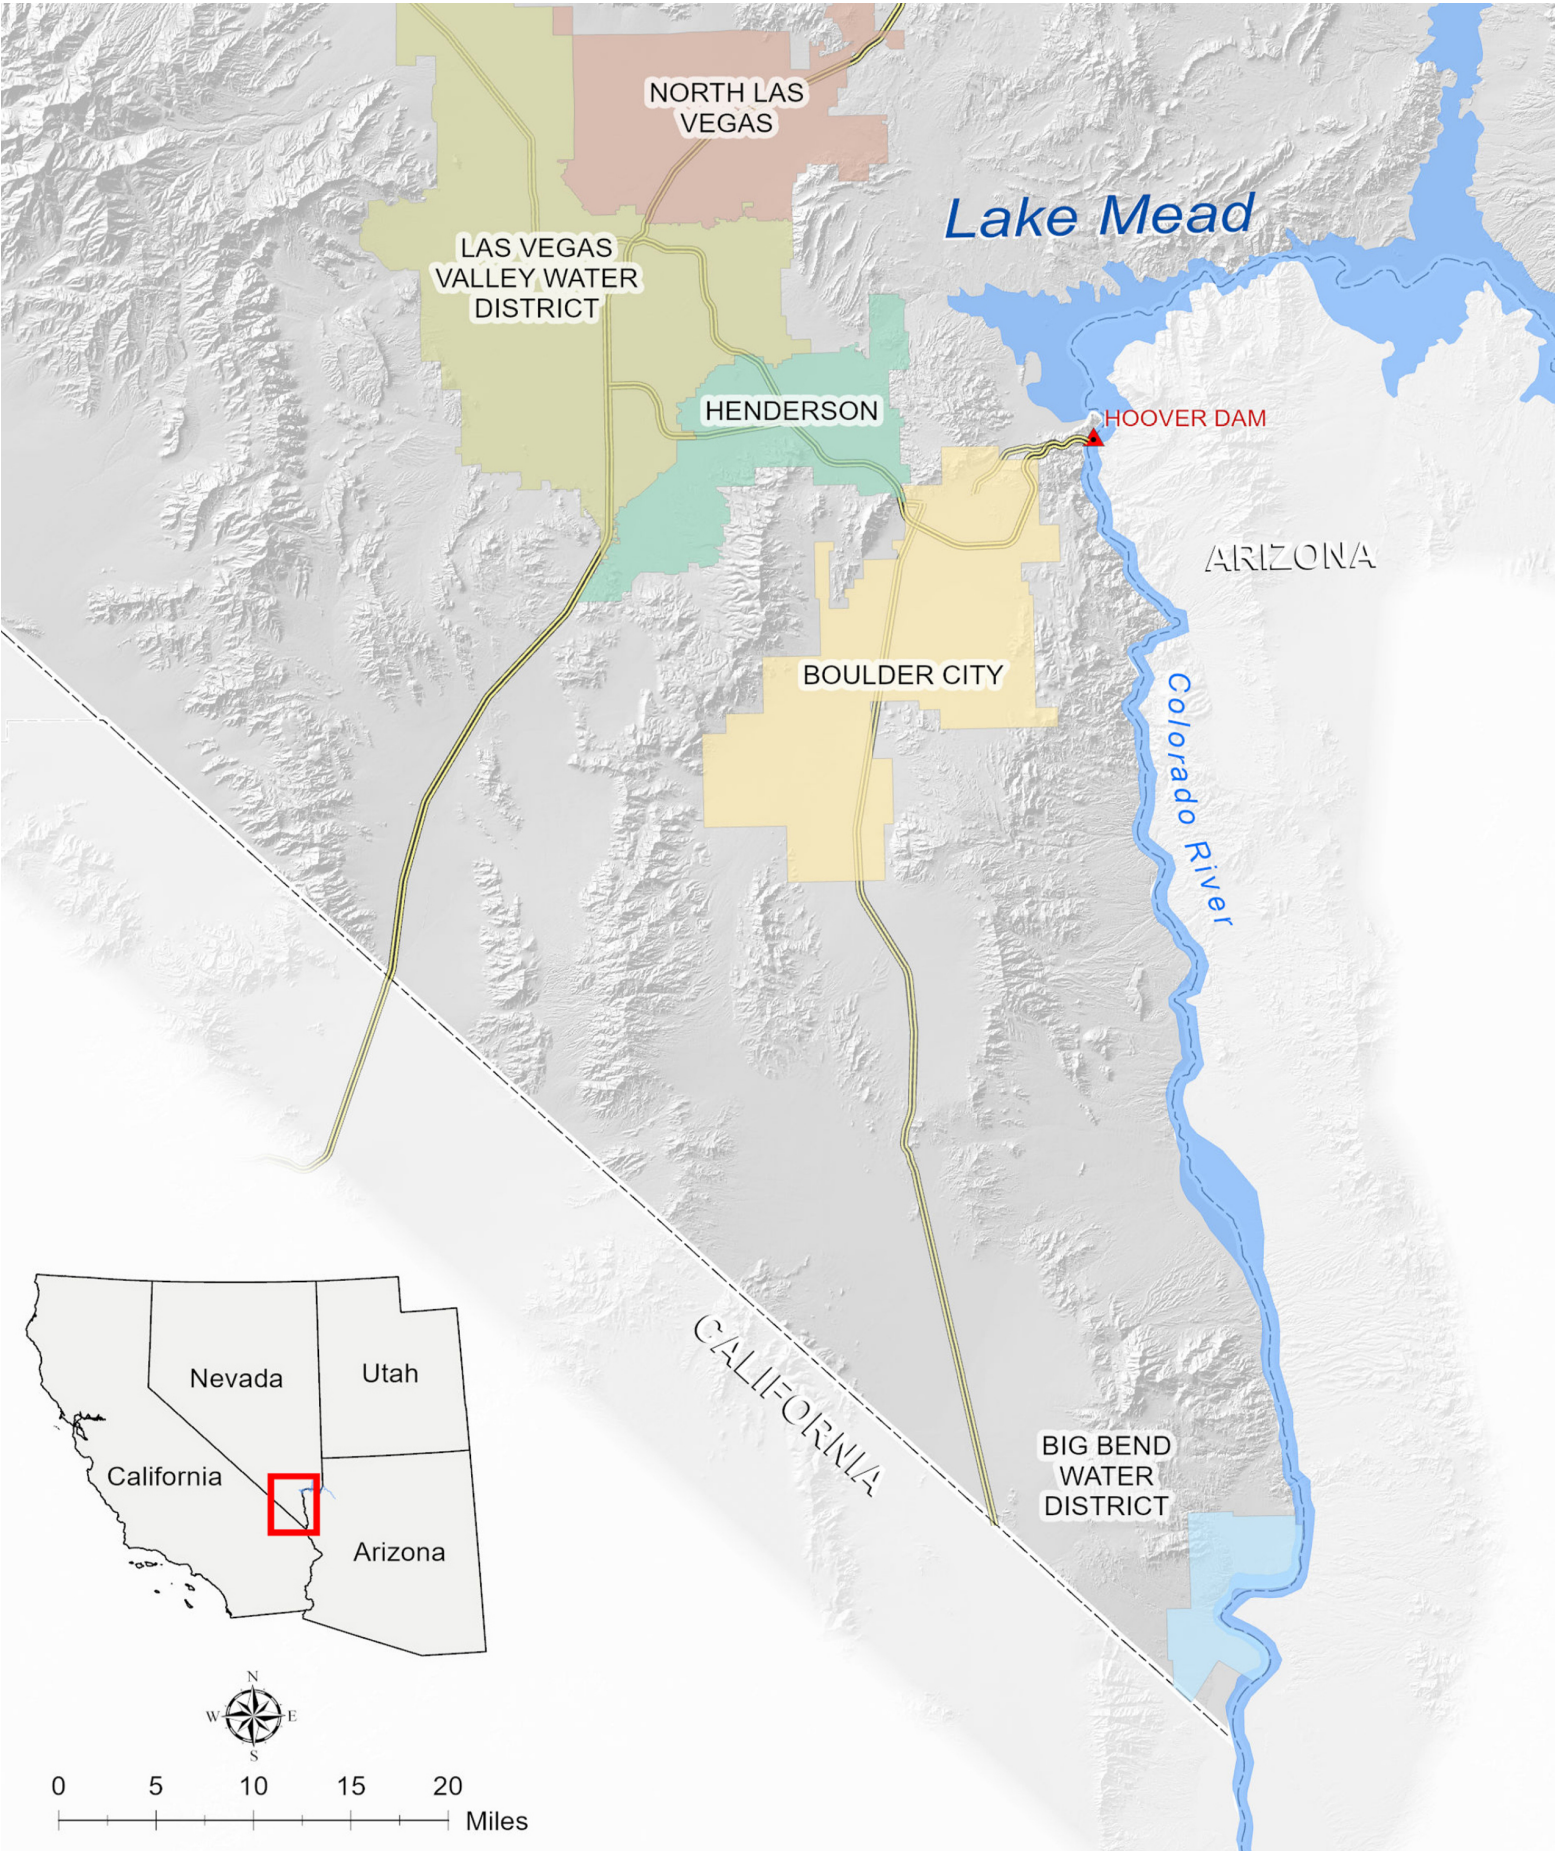 NORTH LAS
VEGAS
Lake Mead
LAS VEGAS
VALLEY WATER
DISTRICT
HENDERSON
HOOVER DAM
ARIZONA
BOULDER CITY
Colorado River
CALIFORNIA
Nevada
Utah
California
Arizona
BIG BEND
WATER
DISTRICT
N
W E
S
0 5 10 15 20
Miles